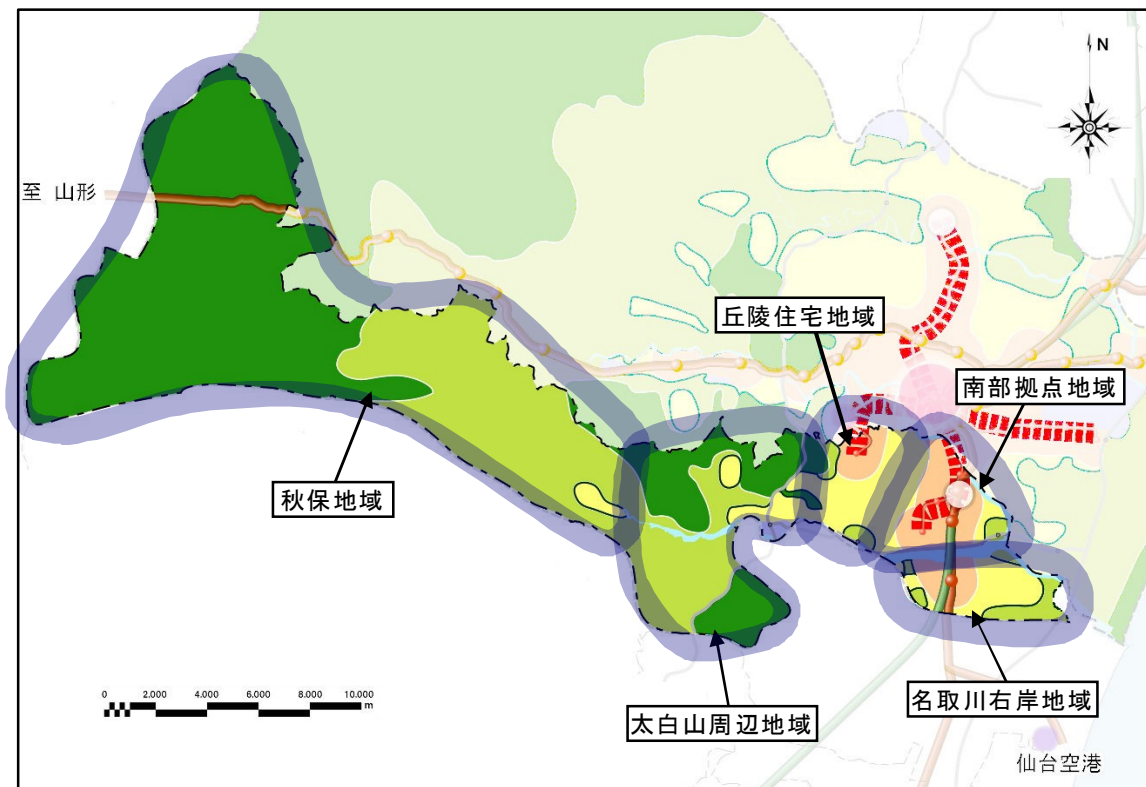 N
至 山形
丘陵住宅地域
南部拠点地域
秋保地域
0 2.000 4.000 6.000 8.000 10.000
m
太白山周辺地域
名取川右岸地域
仙台空港